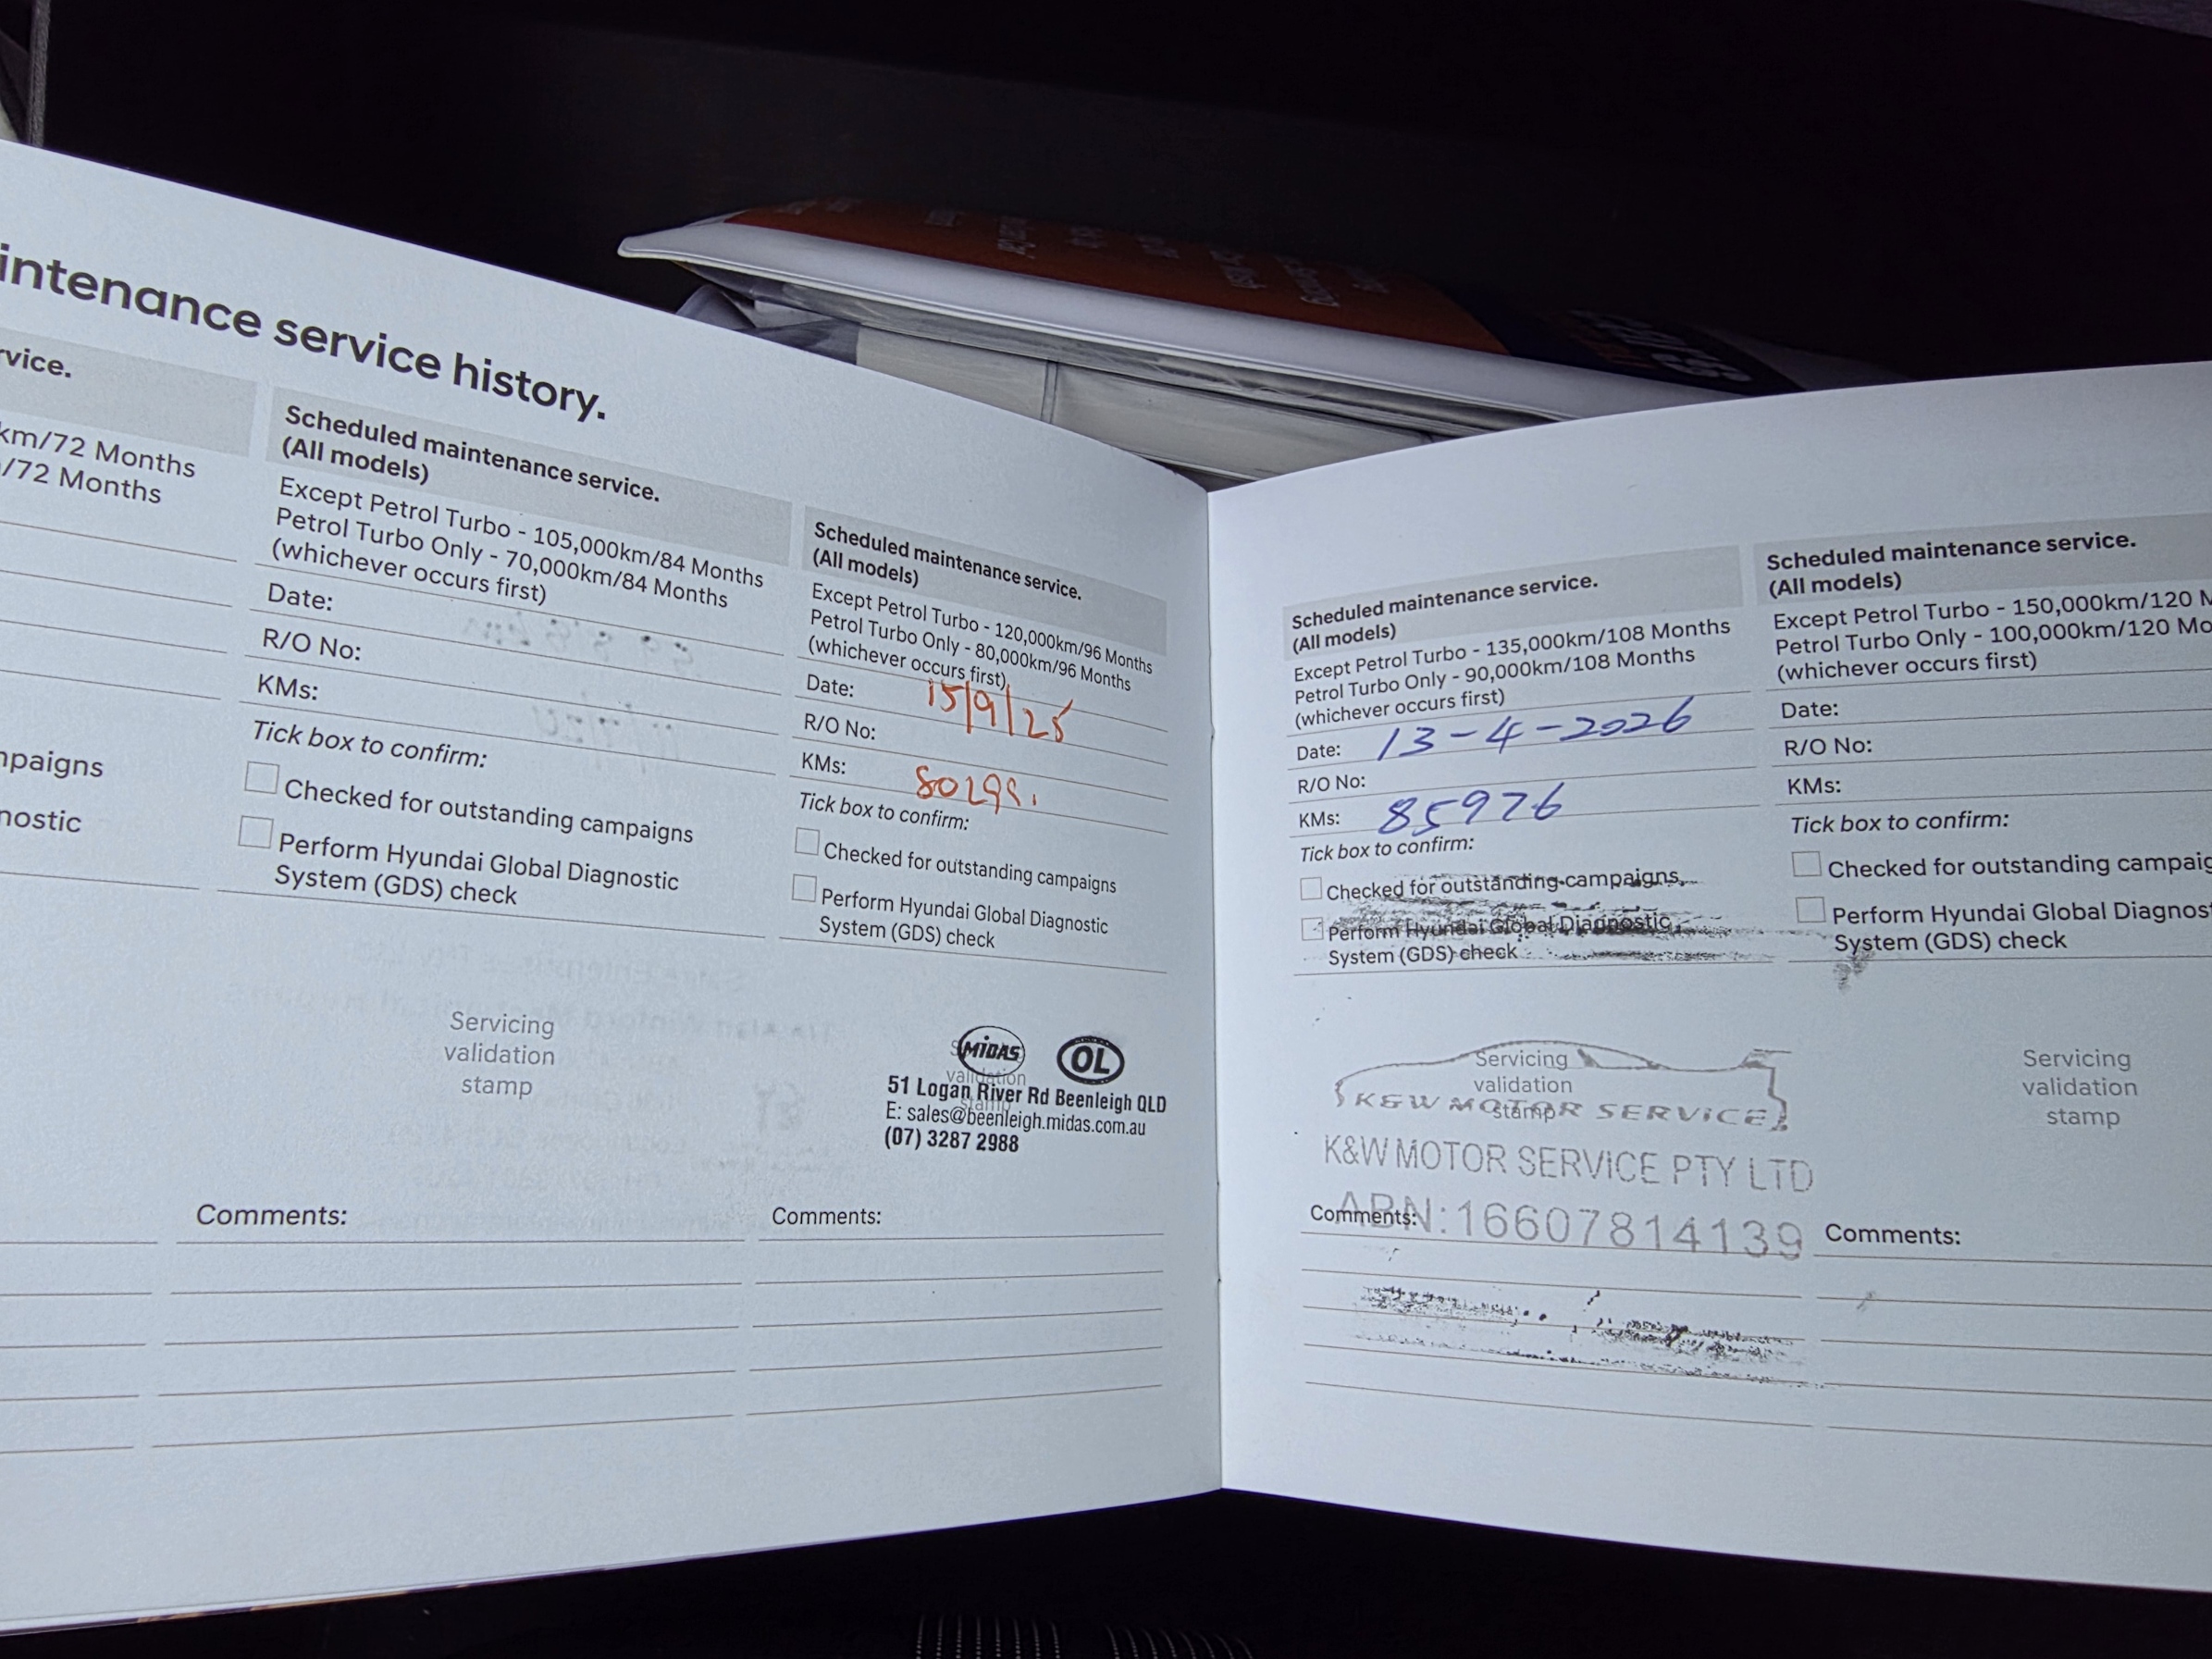 intenance service history.
rvice.
km/72 Months
/72 Months
npaigns
nostic
Scheduled maintenance service.
(All models)
Except Petrol Turbo - 105,000km/84 Months
Petrol Turbo Only - 70,000km/84 Months
(whichever occurs first)
Date:
R/O No:
KMs:
Tick box to confirm:
Checked for outstanding campaigns
Perform Hyundai Global Diagnostic
System (GDS) check
Servicing
validation
stamp
Comments:
Scheduled maintenance service.
(All models)
Except Petrol Turbo - 120,000km/96 Months
Petrol Turbo Only - 80,000km/96 Months
(whichever occurs first)
Date: 15/9/25
R/O No:
KMs:
Tick box to confirm:
Checked for outstanding campaigns
Perform Hyundai Global Diagnostic
System (GDS) check
MIDAS OL
validation
stamp
51 Logan River Rd Beenleigh QLD
E: sales@beenleigh.midas.com.au
(07) 3287 2988
Comments:
Scheduled maintenance service.
(All models)
Except Petrol Turbo - 135,000km/108 Months
Petrol Turbo Only - 90,000km/108 Months
(whichever occurs first)
Date: 13-4-2026
R/O No:
KMs: 85976
Tick box to confirm:
Checked for outstanding campaigns
Perform Hyundai Global Diagnostic
System (GDS) check
Servicing
validation
stamp
K&W MOTOR SERVICE
K&W MOTOR SERVICE PTY LTD
ABN:16607814139
Comments:
Scheduled maintenance service.
(All models)
Except Petrol Turbo - 150,000km/120 M
Petrol Turbo Only - 100,000km/120 Mo
(whichever occurs first)
Date:
R/O No:
KMs:
Tick box to confirm:
Checked for outstanding campaig
Perform Hyundai Global Diagnost
System (GDS) check
Servicing
validation
stamp
Comments: